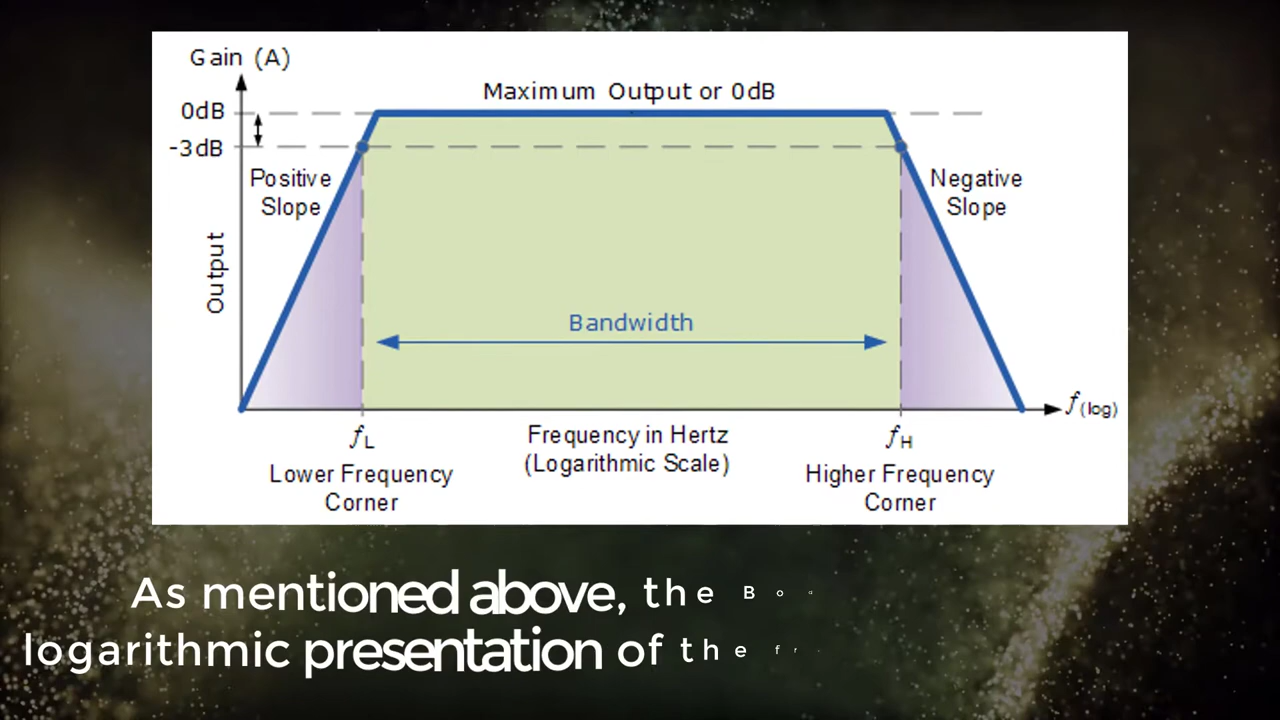 Gain (A)
Maximum Output or 0dB
0dB
-3dB
Positive
Slope
Negative
Slope
Output
Bandwidth
f(log)
fL
Frequency in Hertz
(Logarithmic Scale)
fH
Lower Frequency
Corner
Higher Frequency
Corner
As mentioned above, the
logarithmic presentation of the